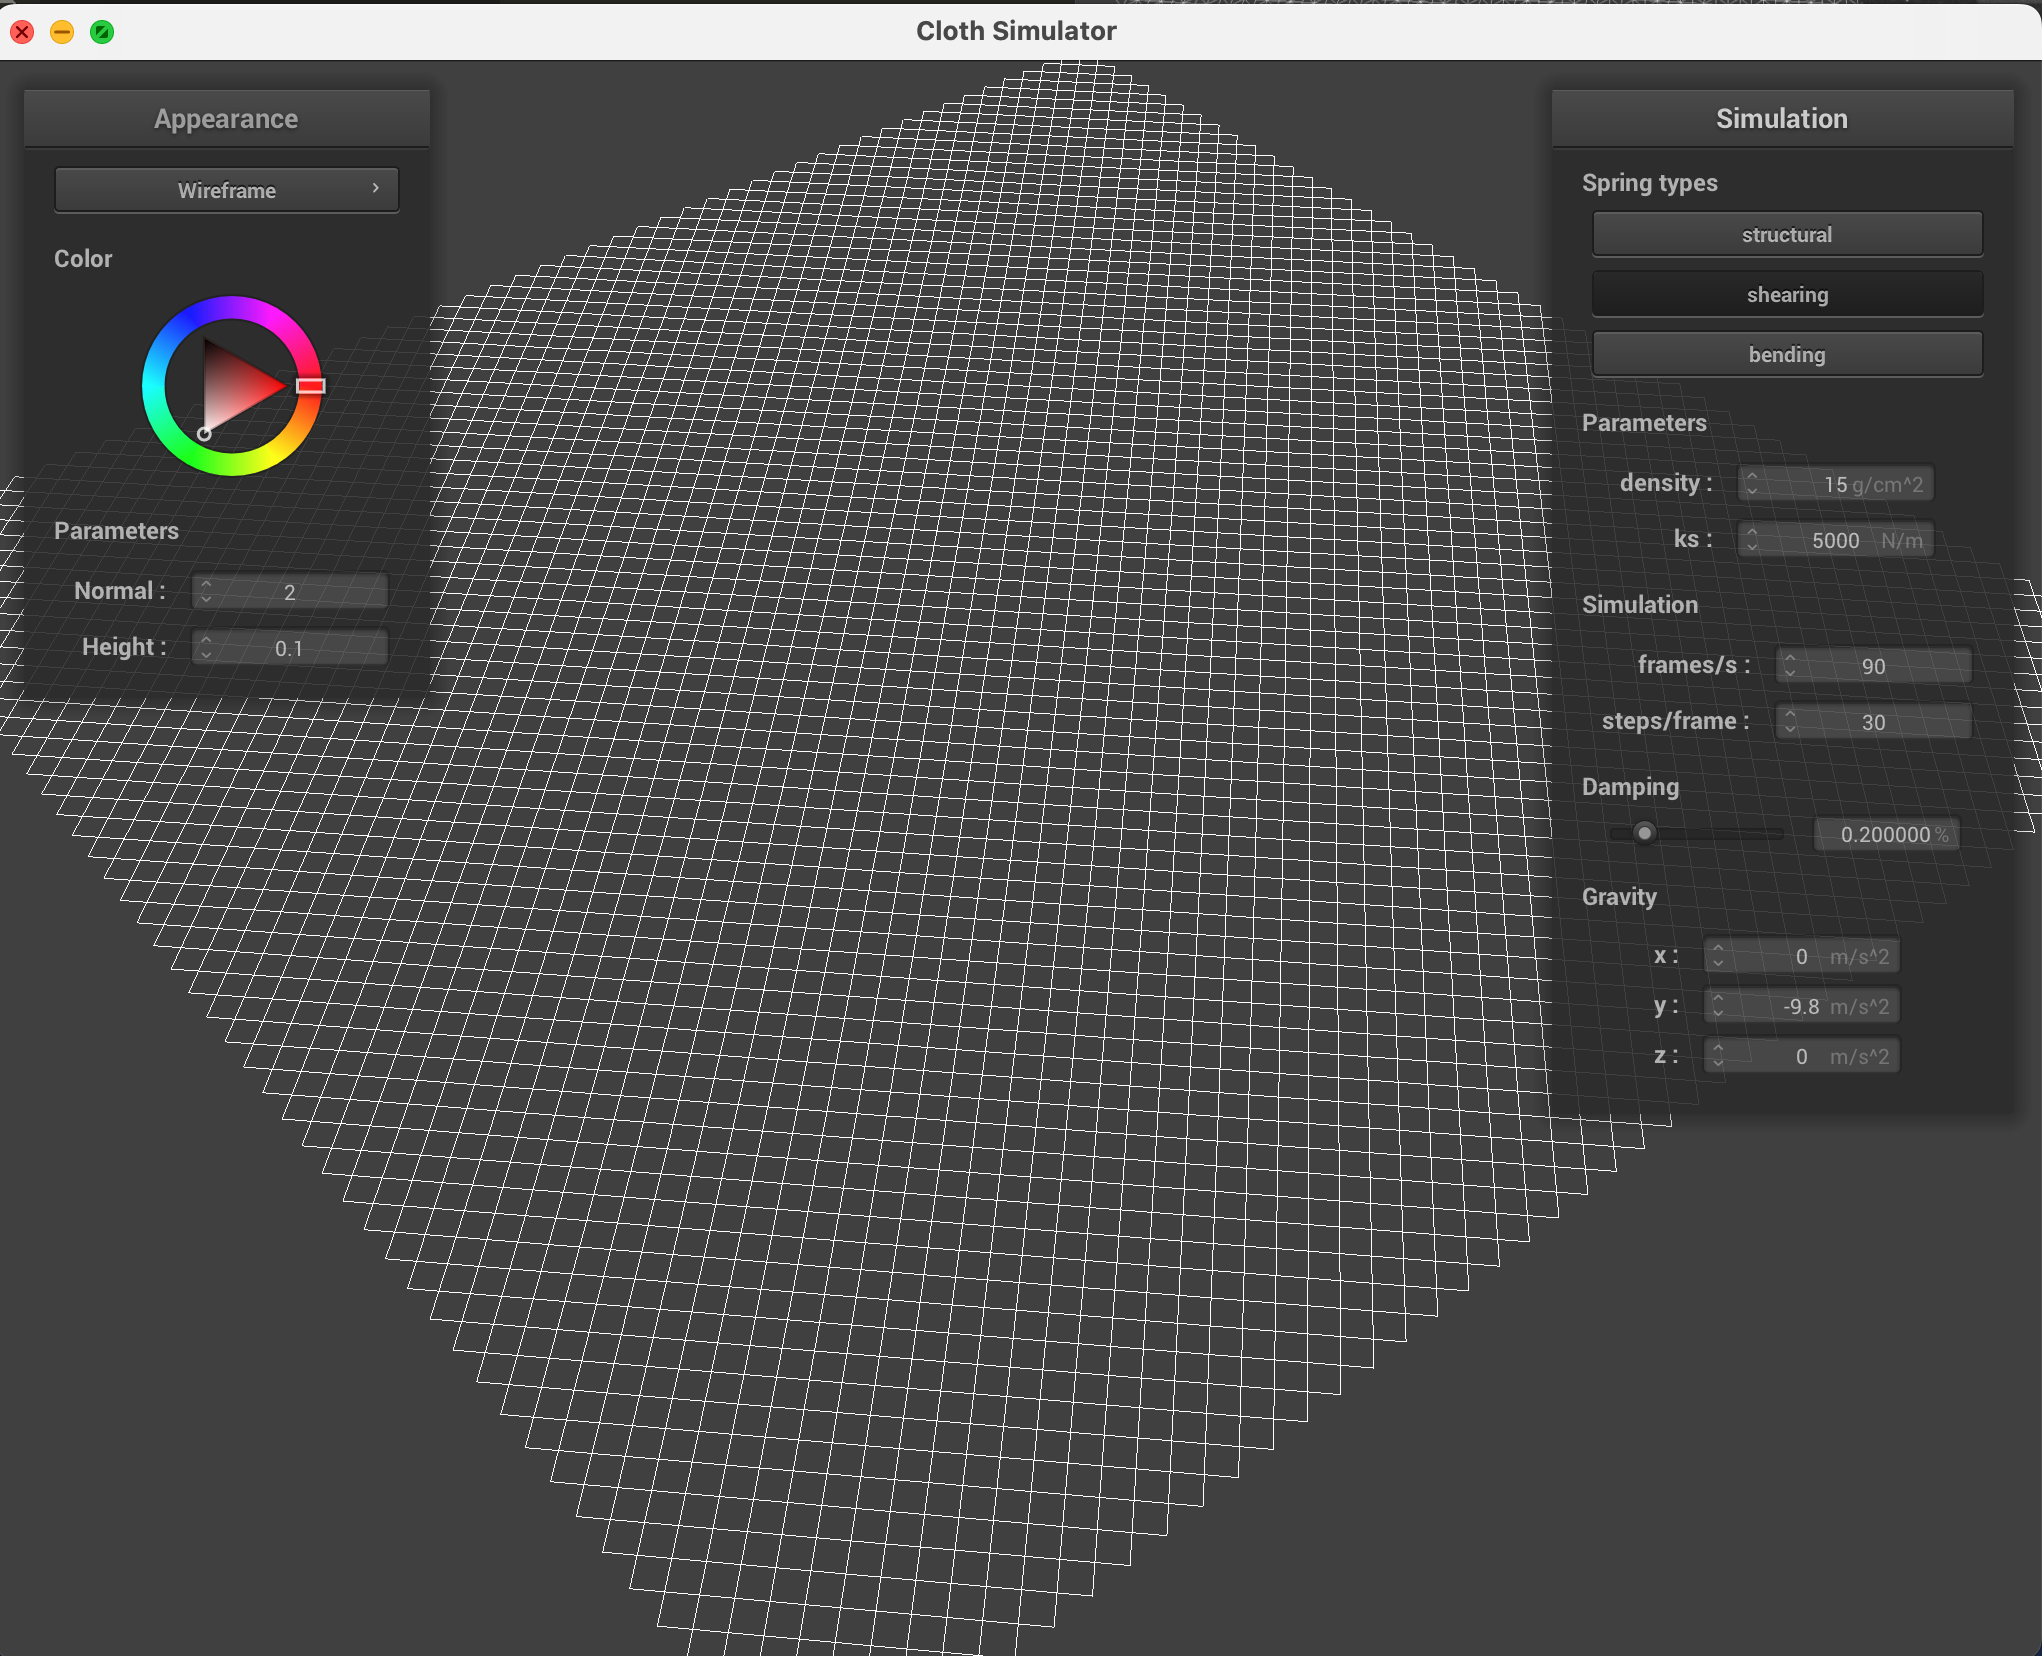 Cloth Simulator
Appearance
Wireframe
Color
Parameters
Normal : 2
Height : 0.1
Simulation
Spring types
structural
shearing
bending
Parameters
density : 15 g/cm^2
ks : 5000 N/m
Simulation
frames/s : 90
steps/frame : 30
Damping
0.200000 %
Gravity
x : 0 m/s^2
y : -9.8 m/s^2
z : 0 m/s^2